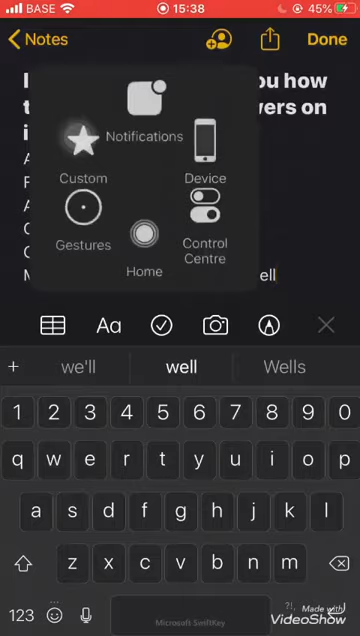 BASE 15:38 45%
Notes Done
ou how
wers on
Notifications
Custom Device
Gestures Control
Centre
Home
ell
Aa
+ we'll well Wells
1 2 3 4 5 6 7 8 9 0
q w e r t y u i o p
a s d f g h j k l
z x c v b n m
123 Microsoft SwiftKey ?!,
Made with
VideoShow